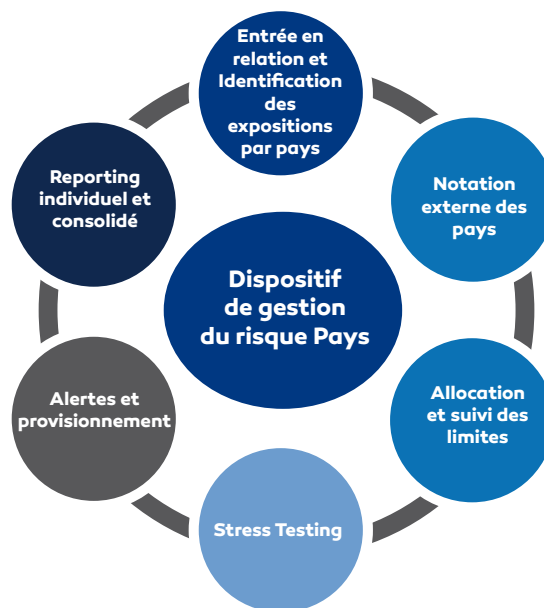 Entrée en
relation et
Identification
des
expositions
par pays
Notation
externe des
pays
Allocation
et suivi des
limites
Stress Testing
Alertes et
provisionnement
Reporting
individuel et
consolidé
Dispositif
de gestion
du risque Pays